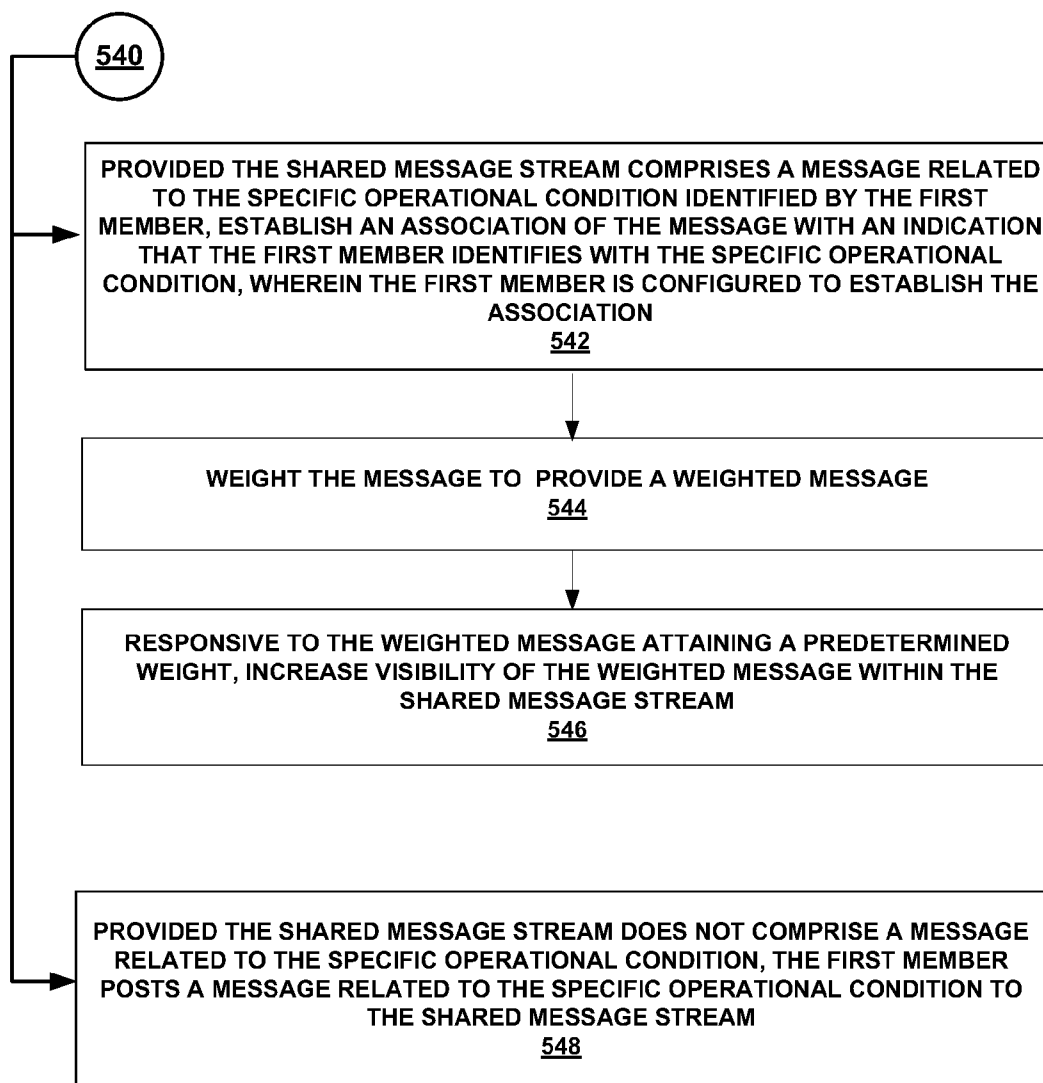 540
PROVIDED THE SHARED MESSAGE STREAM COMPRISES A MESSAGE RELATED
TO THE SPECIFIC OPERATIONAL CONDITION IDENTIFIED BY THE FIRST
MEMBER, ESTABLISH AN ASSOCIATION OF THE MESSAGE WITH AN INDICATION
THAT THE FIRST MEMBER IDENTIFIES WITH THE SPECIFIC OPERATIONAL
CONDITION, WHEREIN THE FIRST MEMBER IS CONFIGURED TO ESTABLISH THE
ASSOCIATION
542
WEIGHT THE MESSAGE TO PROVIDE A WEIGHTED MESSAGE
544
RESPONSIVE TO THE WEIGHTED MESSAGE ATTAINING A PREDETERMINED
WEIGHT, INCREASE VISIBILITY OF THE WEIGHTED MESSAGE WITHIN THE
SHARED MESSAGE STREAM
546
PROVIDED THE SHARED MESSAGE STREAM DOES NOT COMPRISE A MESSAGE
RELATED TO THE SPECIFIC OPERATIONAL CONDITION, THE FIRST MEMBER
POSTS A MESSAGE RELATED TO THE SPECIFIC OPERATIONAL CONDITION TO
THE SHARED MESSAGE STREAM
548